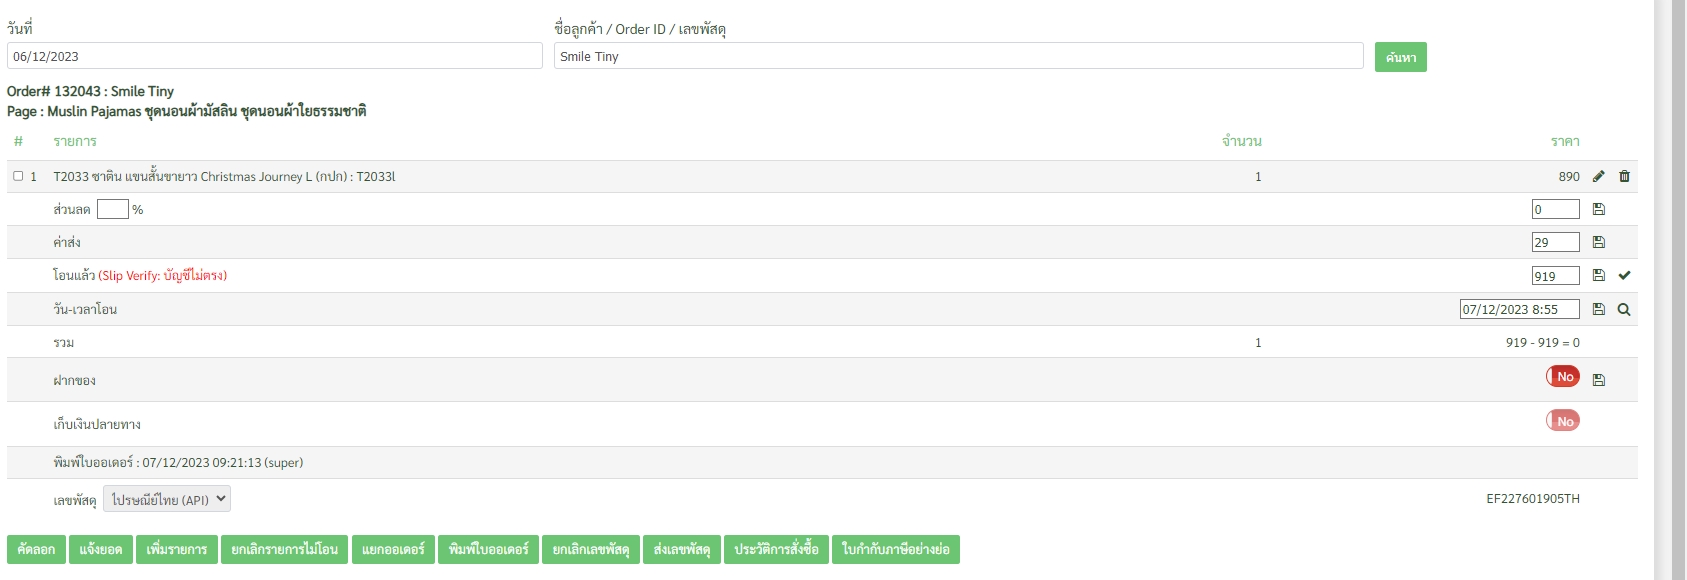 วันที่ ชื่อลูกค้า / Order ID / เลขพัสดุ
06/12/2023 Smile Tiny ค้นหา
Order# 132043 : Smile Tiny
Page : Muslin Pajamas ชุดนอนผ้ามัสลิน ชุดนอนผ้าใยธรรมชาติ
# รายการ จำนวน ราคา
1 T2033 ซาติน แขนสั้นขายาว Christmas Journey L (กปก) : T2033l 1 890
ส่วนลด % 0
ค่าส่ง 29
โอนแล้ว (Slip Verify: บัญชีไม่ตรง) 919
วัน-เวลาโอน 07/12/2023 8:55
รวม 1 919 - 919 = 0
ฝากของ No
เก็บเงินปลายทาง No
พิมพ์ใบออเดอร์ : 07/12/2023 09:21:13 (super)
เลขพัสดุ ไปรษณีย์ไทย (API) EF227601905TH
คัดลอก แจ้งยอด เพิ่มรายการ ยกเลิกรายการไม่โอน แยกออเดอร์ พิมพ์ใบออเดอร์ ยกเลิกเลขพัสดุ ส่งเลขพัสดุ ประวัติการสั่งซื้อ ใบกำกับภาษีอย่างย่อ